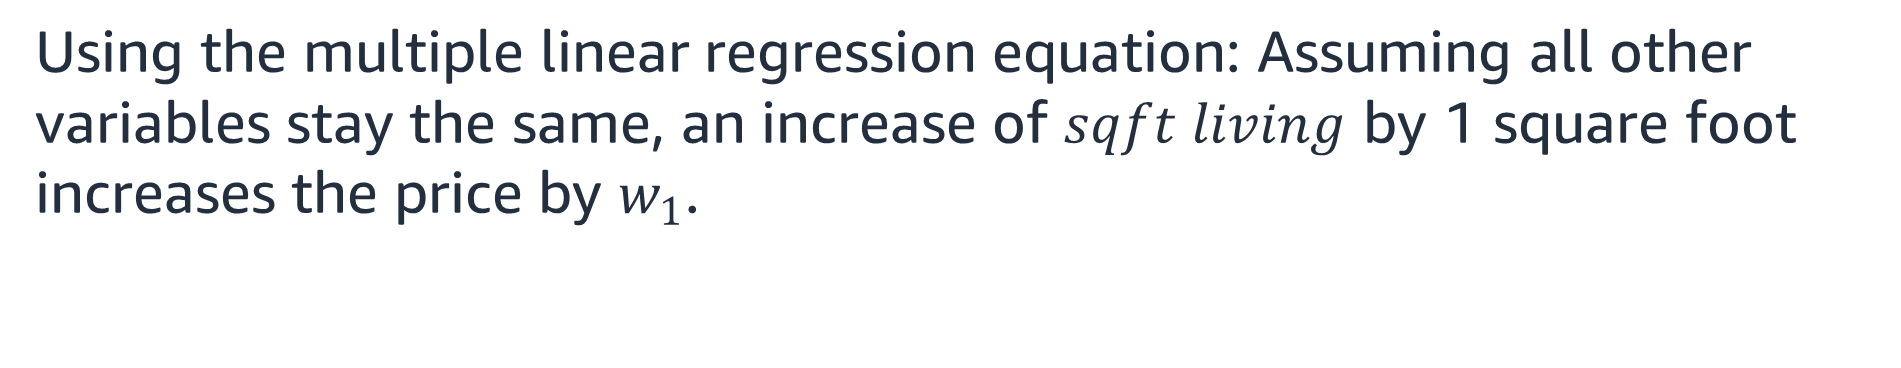 Using the multiple linear regression equation: Assuming all other
variables stay the same, an increase of sqft living by 1 square foot
increases the price by w₁.